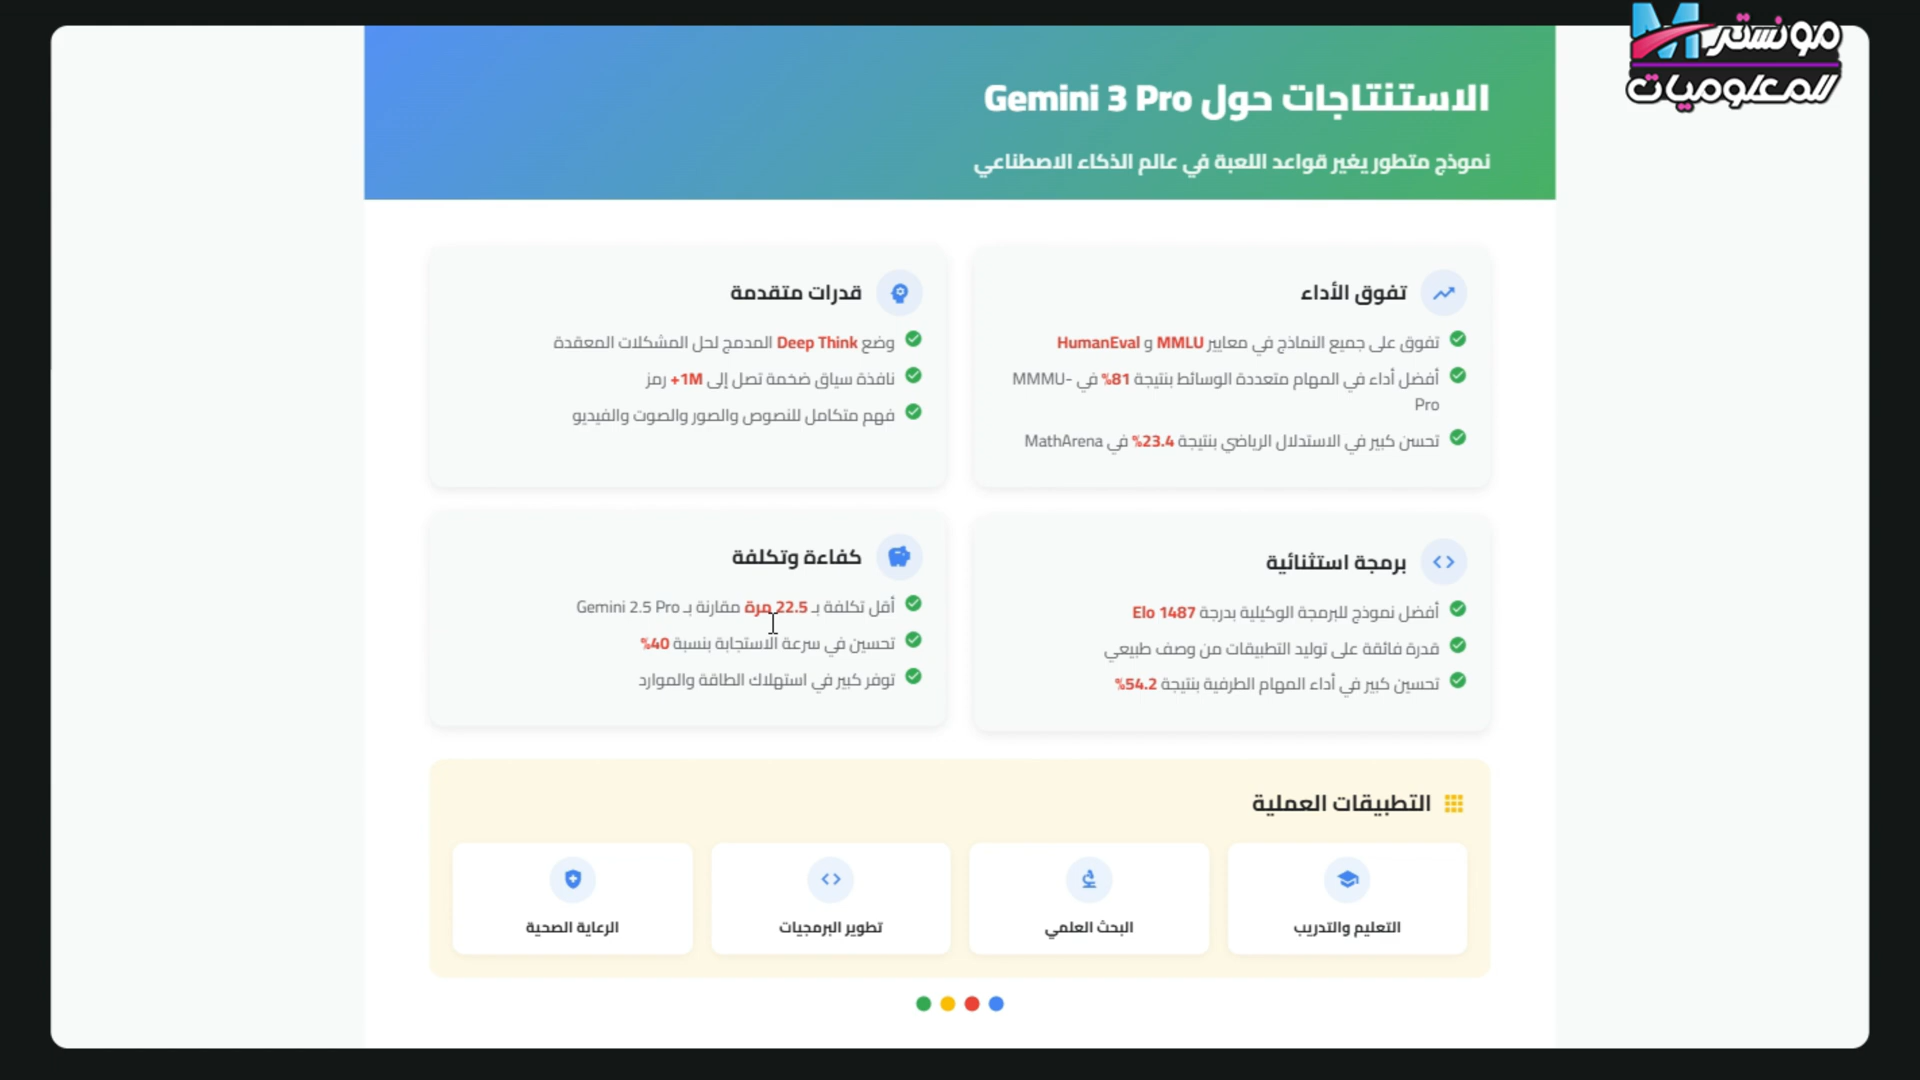 مونستر
للمعلوميات
الاستنتاجات حول Gemini 3 Pro
نموذج متطور يغير قواعد اللعبة في عالم الذكاء الاصطناعي
تفوق الأداء
تفوق على جميع النماذج في معايير MMLU و HumanEval
أفضل أداء في المهام متعددة الوسائط بنتيجة 81% في MMMU-
Pro
تحسن كبير في الاستدلال الرياضي بنتيجة 23.4% في MathArena
قدرات متقدمة
وضع Deep Think المدمج لحل المشكلات المعقدة
نافذة سياق ضخمة تصل إلى 1M+ رمز
فهم متكامل للنصوص والصور والصوت والفيديو
برمجة استثنائية
أفضل نموذج للبرمجة الوكيلية بدرجة 1487 Elo
قدرة فائقة على توليد التطبيقات من وصف طبيعي
تحسين كبير في أداء المهام الطرفية بنتيجة 54.2%
كفاءة وتكلفة
أقل تكلفة بـ 22.5 مرة مقارنة بـ Gemini 2.5 Pro
تحسين في سرعة الاستجابة بنسبة 40%
توفر كبير في استهلاك الطاقة والموارد
التطبيقات العملية
التعليم والتدريب
البحث العلمي
تطوير البرمجيات
الرعاية الصحية